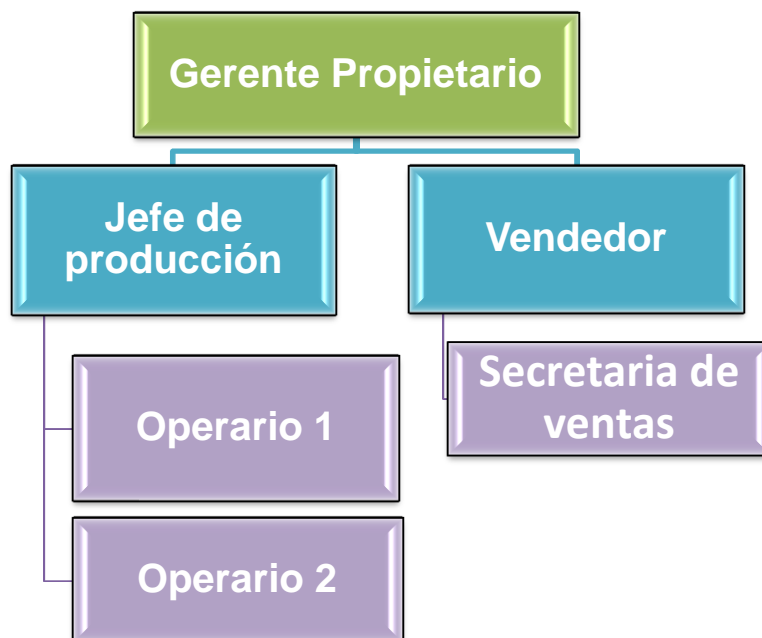 Gerente Propietario
Jefe de
producción
Vendedor
Operario 1
Operario 2
Secretaria de
ventas